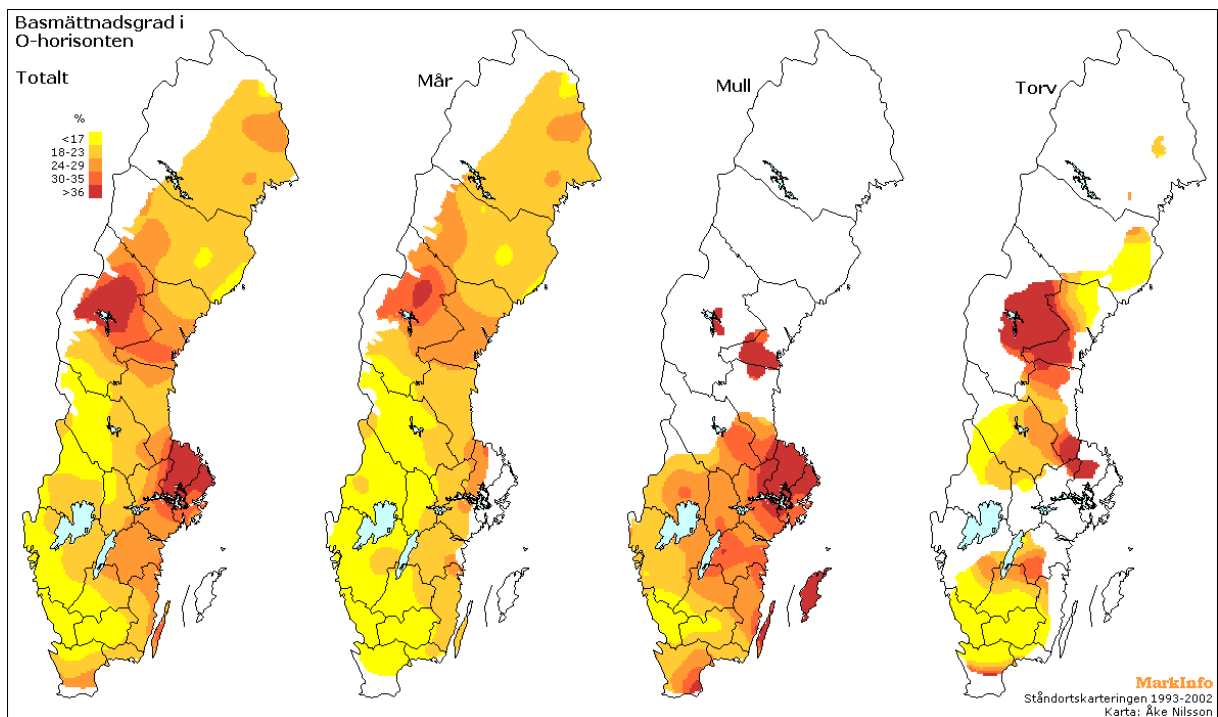 Basmättnadsgrad i
O-horisonten
Totalt
Mår
Mull
Torv
%
<17
18-23
24-29
30-35
>36
MarkInfo
Ståndortskarteringen 1993-2002
Karta: Åke Nilsson